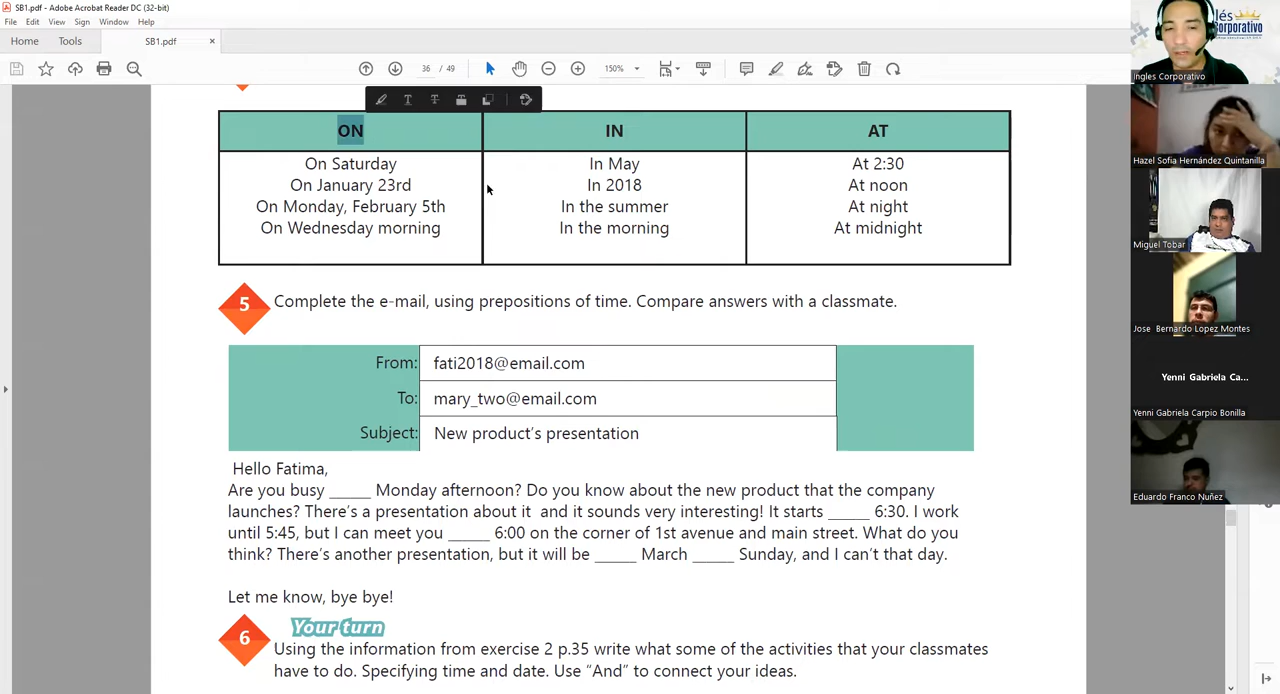 SB1.pdf - Adobe Acrobat Reader DC (32-bit)
File Edit View Sign Window Help
Home Tools SB1.pdf ×
36 / 49 150%
ON IN AT
On Saturday In May At 2:30
On January 23rd In 2018 At noon
On Monday, February 5th In the summer At night
On Wednesday morning In the morning At midnight
5 Complete the e-mail, using prepositions of time. Compare answers with a classmate.
From: fati2018@email.com
To: mary_two@email.com
Subject: New product's presentation
Hello Fatima,
Are you busy _____ Monday afternoon? Do you know about the new product that the company
launches? There's a presentation about it and it sounds very interesting! It starts _____ 6:30. I work
until 5:45, but I can meet you _____ 6:00 on the corner of 1st avenue and main street. What do you
think? There's another presentation, but it will be _____ March _____ Sunday, and I can't that day.
Let me know, bye bye!
Your turn
6 Using the information from exercise 2 p.35 write what some of the activities that your classmates
have to do. Specifying time and date. Use "And" to connect your ideas.
lés
Corporativo
Ingles Corporativo
Hazel Sofia Hernández Quintanilla
Miguel Tobar
Jose Bernardo Lopez Montes
Yenni Gabriela Ca...
Yenni Gabriela Carpio Bonilla
Eduardo Franco Nuñez